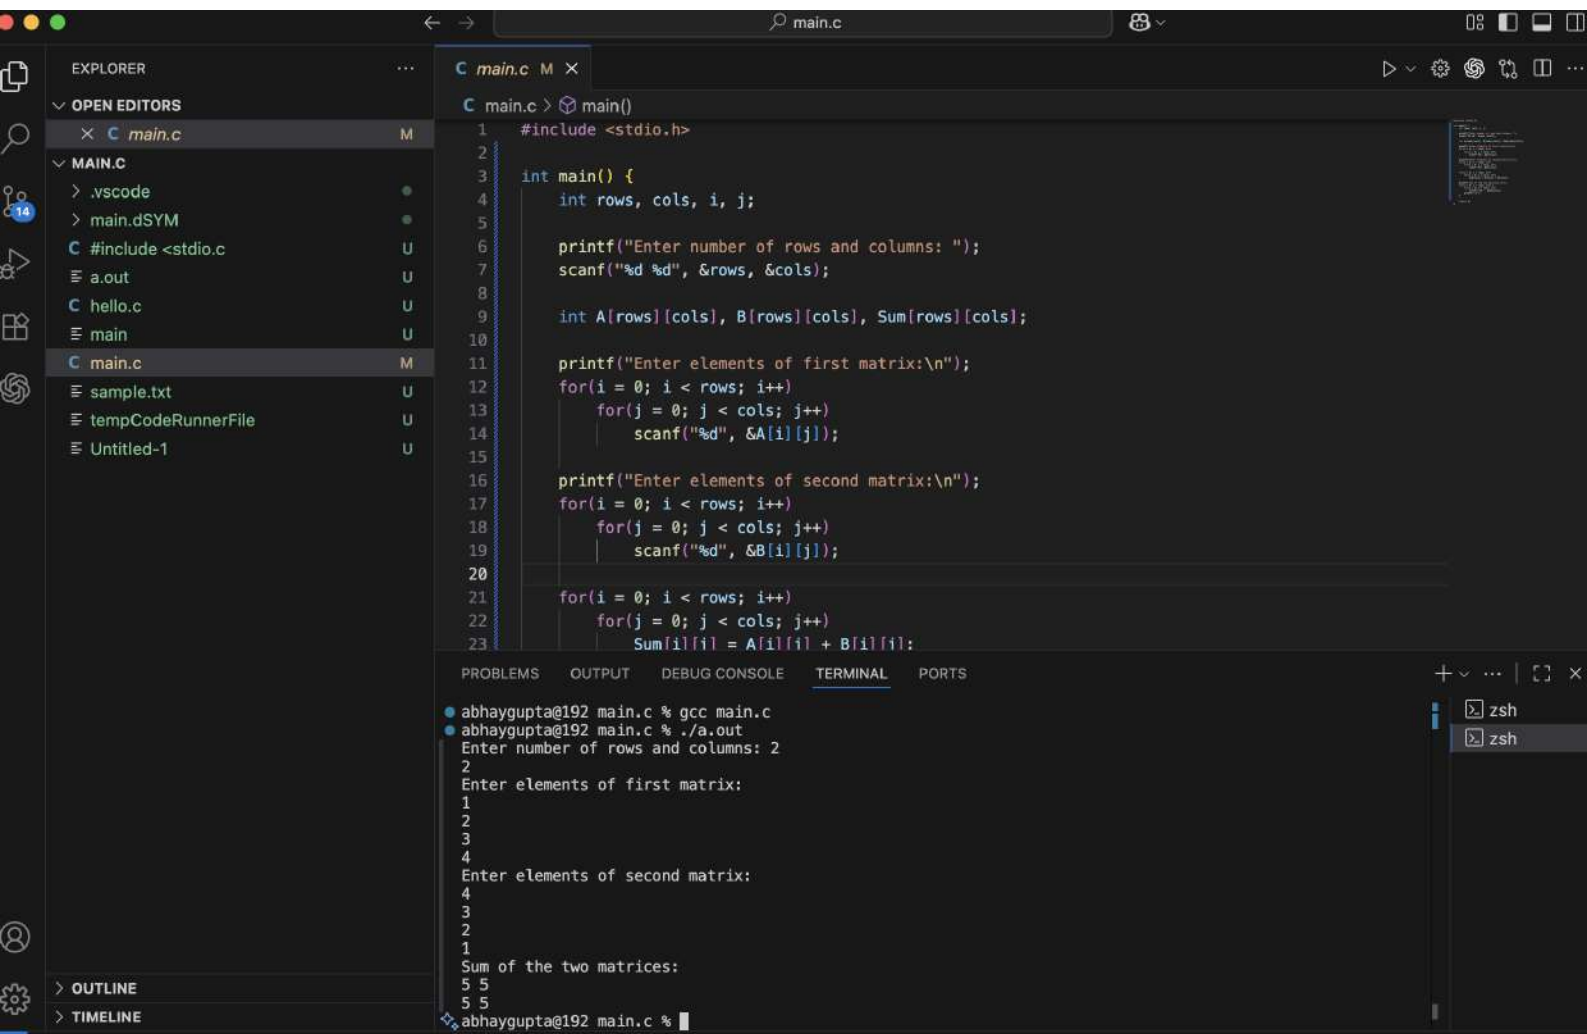 main.c
EXPLORER
OPEN EDITORS
main.c M
MAIN.C
.vscode
main.dSYM
#include <stdio.c U
a.out U
hello.c U
main U
main.c M
sample.txt U
tempCodeRunnerFile U
Untitled-1 U
14
OUTLINE
TIMELINE
C main.c M
C main.c > main()
1 #include <stdio.h>
2
3 int main() {
4 int rows, cols, i, j;
5
6 printf("Enter number of rows and columns: ");
7 scanf("%d %d", &rows, &cols);
8
9 int A[rows][cols], B[rows][cols], Sum[rows][cols];
10
11 printf("Enter elements of first matrix:\n");
12 for(i = 0; i < rows; i++)
13 for(j = 0; j < cols; j++)
14 scanf("%d", &A[i][j]);
15
16 printf("Enter elements of second matrix:\n");
17 for(i = 0; i < rows; i++)
18 for(j = 0; j < cols; j++)
19 scanf("%d", &B[i][j]);
20
21 for(i = 0; i < rows; i++)
22 for(j = 0; j < cols; j++)
23 Sum[i][j] = A[i][j] + B[i][j];
PROBLEMS OUTPUT DEBUG CONSOLE TERMINAL PORTS
abhaygupta@192 main.c % gcc main.c
abhaygupta@192 main.c % ./a.out
Enter number of rows and columns: 2
2
Enter elements of first matrix:
1
2
3
4
Enter elements of second matrix:
4
3
2
1
Sum of the two matrices:
5 5
5 5
abhaygupta@192 main.c %
zsh
zsh